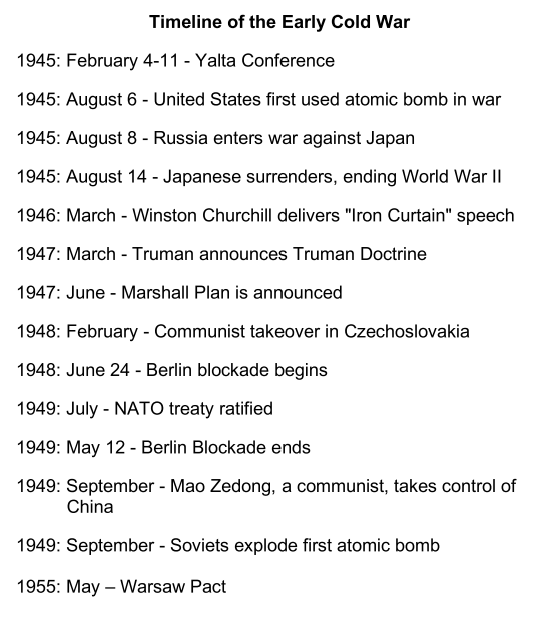 Timeline of the Early Cold War
1945: February 4-11 - Yalta Conference
1945: August 6 - United States first used atomic bomb in war
1945: August 8 - Russia enters war against Japan
1945: August 14 - Japanese surrenders, ending World War II
1946: March - Winston Churchill delivers "Iron Curtain" speech
1947: March - Truman announces Truman Doctrine
1947: June - Marshall Plan is announced
1948: February - Communist takeover in Czechoslovakia
1948: June 24 - Berlin blockade begins
1949: July - NATO treaty ratified
1949: May 12 - Berlin Blockade ends
1949: September - Mao Zedong, a communist, takes control of
China
1949: September - Soviets explode first atomic bomb
1955: May – Warsaw Pact